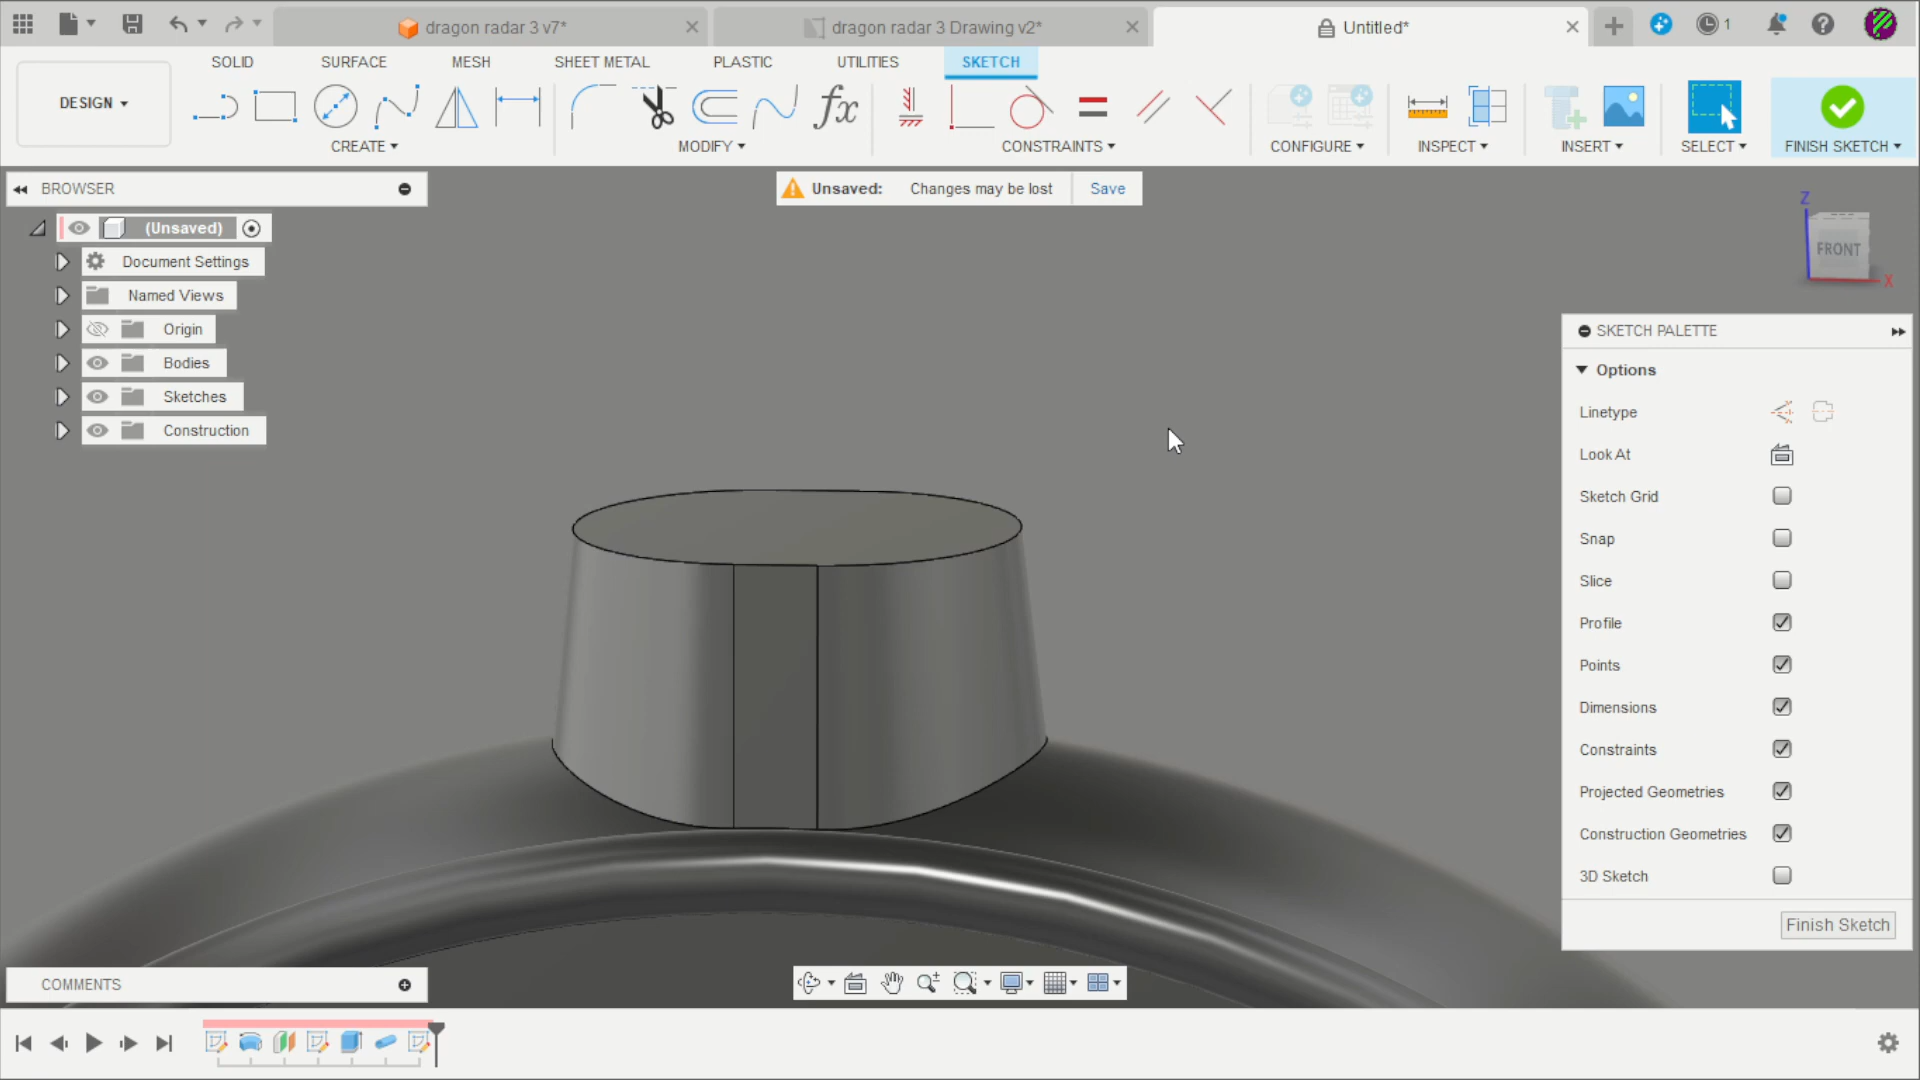 dragon radar 3 v7*
dragon radar 3 Drawing v2*
Untitled*
1
SOLID
SURFACE
MESH
SHEET METAL
PLASTIC
UTILITIES
SKETCH
DESIGN
fx
CREATE
MODIFY
CONSTRAINTS
CONFIGURE
INSPECT
INSERT
SELECT
FINISH SKETCH
BROWSER
Unsaved: Changes may be lost Save
(Unsaved)
Document Settings
Named Views
Origin
Bodies
Sketches
Construction
Z
FRONT
X
SKETCH PALETTE
Options
Linetype
Look At
Sketch Grid
Snap
Slice
Profile
Points
Dimensions
Constraints
Projected Geometries
Construction Geometries
3D Sketch
Finish Sketch
COMMENTS